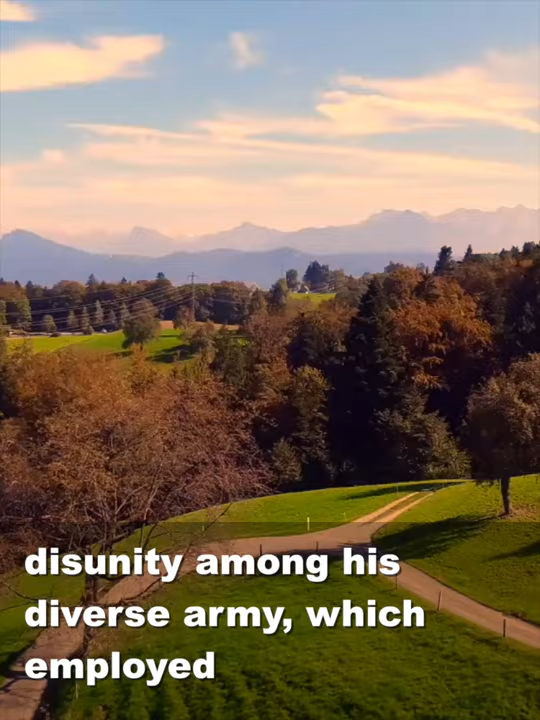 disunity among his
diverse army, which
employed